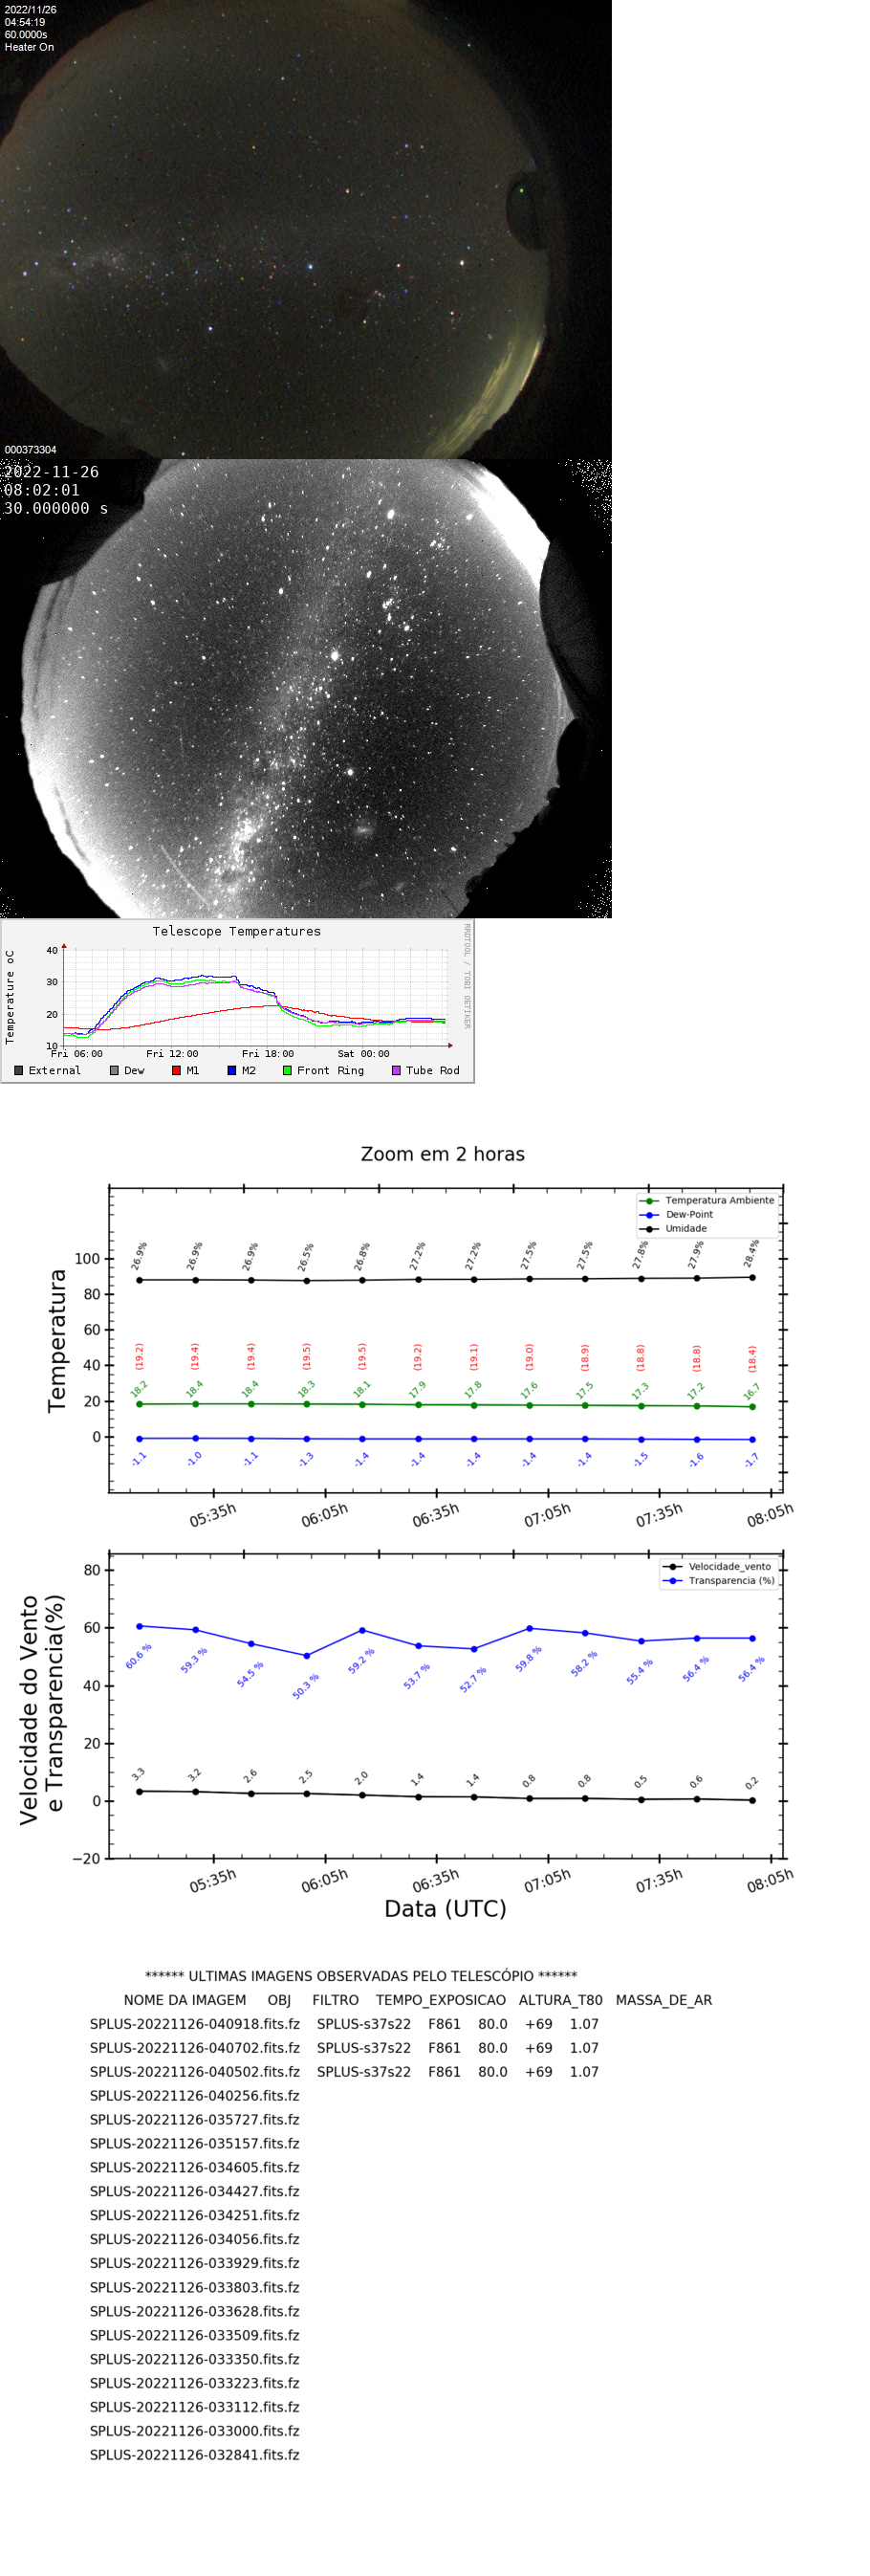 2022/11/26
04:54:19
60.0000s
Heater On
000373304
2022-11-26
08:02:01
30.000000 s
Telescope Temperatures
RRDTOOL / TOBI OETIKER
Temperature oC
40
30
20
10
Fri 06:00 Fri 12:00 Fri 18:00 Sat 00:00
External Dew M1 M2 Front Ring Tube Rod
Zoom em 2 horas
Temperatura Ambiente
Dew-Point
Umidade
Temperatura
100
80
60
40
20
0
26.9% 26.9% 26.9% 26.5% 26.8% 27.2% 27.2% 27.5% 27.5% 27.8% 27.9% 28.4%
(19.2) (19.4) (19.4) (19.5) (19.5) (19.2) (19.1) (19.0) (18.9) (18.8) (18.8) (18.4)
18.2 18.4 18.4 18.3 18.1 17.9 17.8 17.6 17.5 17.3 17.2 16.7
-1.1 -1.0 -1.1 -1.3 -1.4 -1.4 -1.4 -1.4 -1.4 -1.5 -1.6 -1.7
05:35h 06:05h 06:35h 07:05h 07:35h 08:05h
Velocidade_vento
Transparencia (%)
Velocidade do Vento
e Transparencia(%)
80
60
40
20
0
−20
60.6 % 59.3 % 54.5 % 50.3 % 59.2 % 53.7 % 52.7 % 59.8 % 58.2 % 55.4 % 56.4 % 56.4 %
3.3 3.2 2.6 2.5 2.0 1.4 1.4 0.8 0.8 0.5 0.6 0.2
05:35h 06:05h 06:35h 07:05h 07:35h 08:05h
Data (UTC)
****** ULTIMAS IMAGENS OBSERVADAS PELO TELESCÓPIO ******
NOME DA IMAGEM OBJ FILTRO TEMPO_EXPOSICAO ALTURA_T80 MASSA_DE_AR
SPLUS-20221126-040918.fits.fz SPLUS-s37s22 F861 80.0 +69 1.07
SPLUS-20221126-040702.fits.fz SPLUS-s37s22 F861 80.0 +69 1.07
SPLUS-20221126-040502.fits.fz SPLUS-s37s22 F861 80.0 +69 1.07
SPLUS-20221126-040256.fits.fz
SPLUS-20221126-035727.fits.fz
SPLUS-20221126-035157.fits.fz
SPLUS-20221126-034605.fits.fz
SPLUS-20221126-034427.fits.fz
SPLUS-20221126-034251.fits.fz
SPLUS-20221126-034056.fits.fz
SPLUS-20221126-033929.fits.fz
SPLUS-20221126-033803.fits.fz
SPLUS-20221126-033628.fits.fz
SPLUS-20221126-033509.fits.fz
SPLUS-20221126-033350.fits.fz
SPLUS-20221126-033223.fits.fz
SPLUS-20221126-033112.fits.fz
SPLUS-20221126-033000.fits.fz
SPLUS-20221126-032841.fits.fz